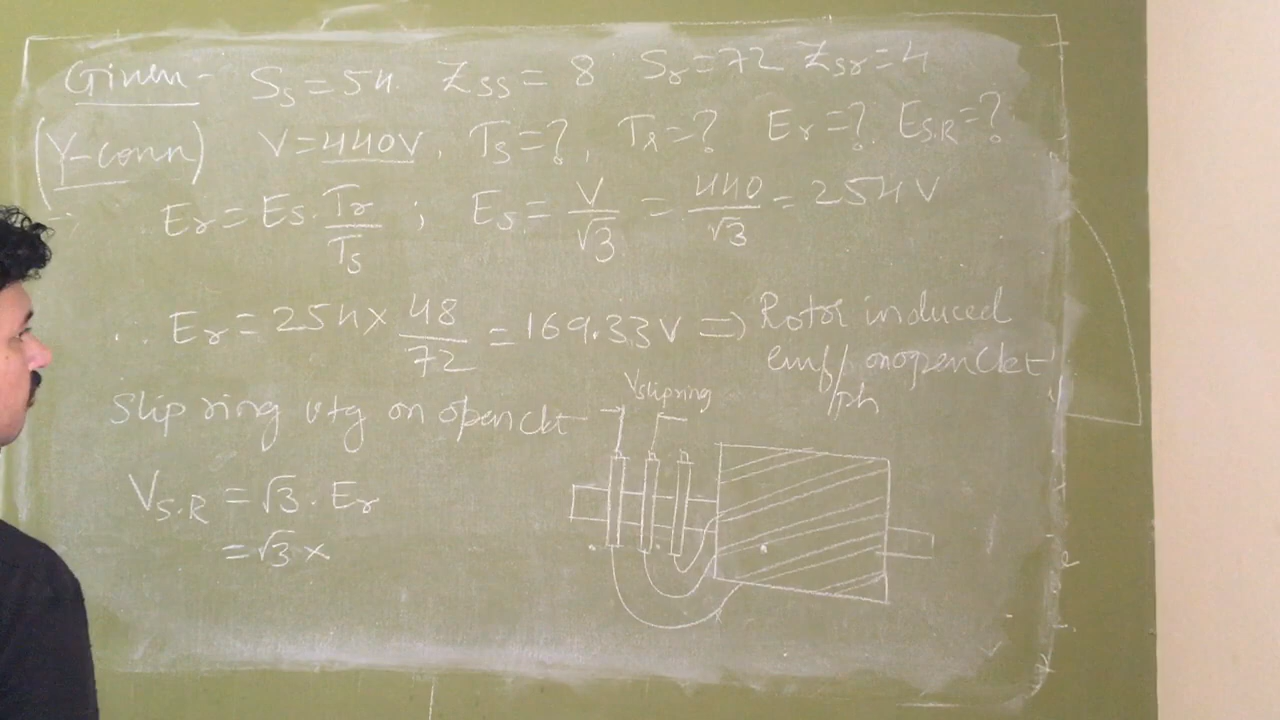 Given - Ss = 54. Zss = 8 Sr = 72 Zsr = 4
(Y-conn) V = 440V, Ts = ?, Tr = ? Er = ?. ES.R = ?
∴ Er = Es. Tr/Ts ; Es = V/√3 = 440/√3 = 254 V
∴ Er = 254 × 48/72 = 169.33V ⇒ Rotor induced
emf/ on open ckt
/ph
Slip ring vtg on open ckt
Vslipring
VS.R = √3 . Er
= √3 ×